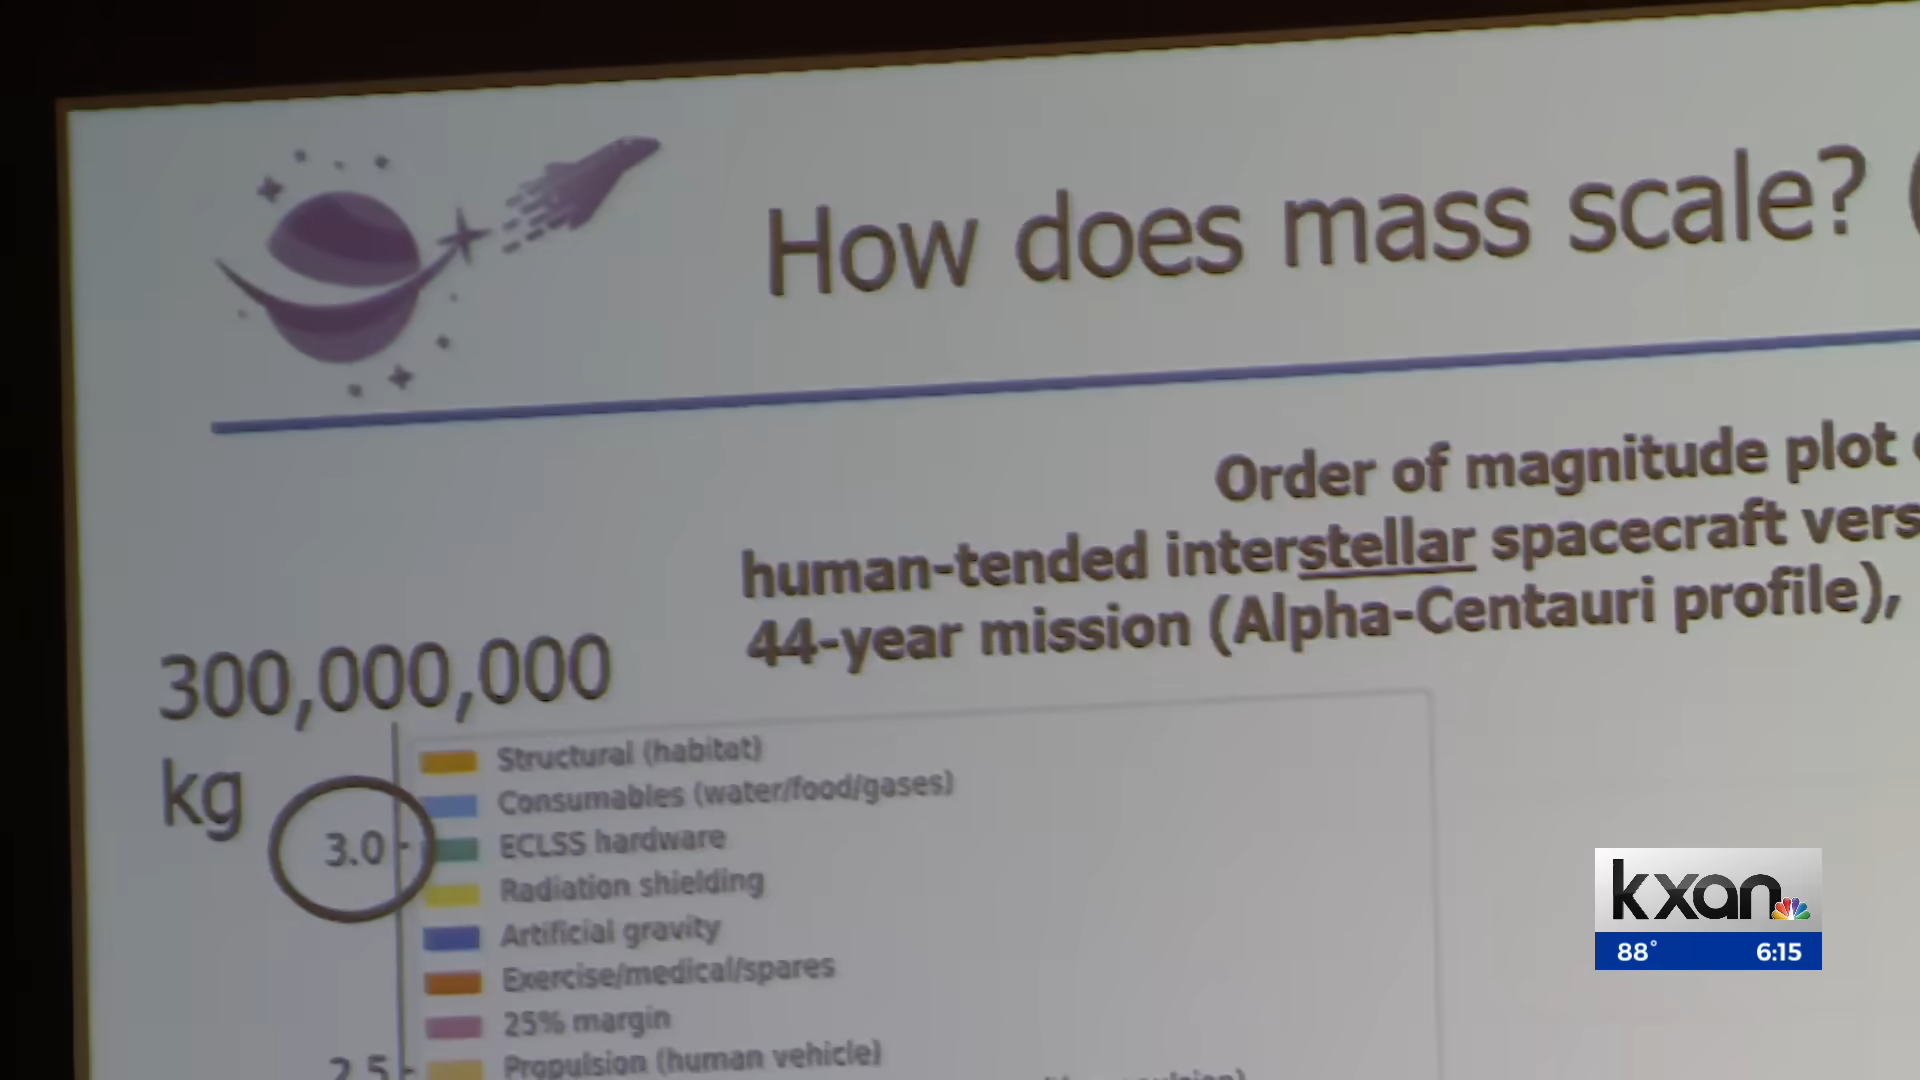 How does mass scale? (
Order of magnitude plot
human-tended interstellar spacecraft vers
44-year mission (Alpha-Centauri profile),
300,000,000
kg
3.0
2.5
Structural (habitat)
Consumables (water/food/gases)
ECLSS hardware
Radiation shielding
Artificial gravity
Exercise/medical/spares
25% margin
Propulsion (human vehicle)
kxan
88° 6:15